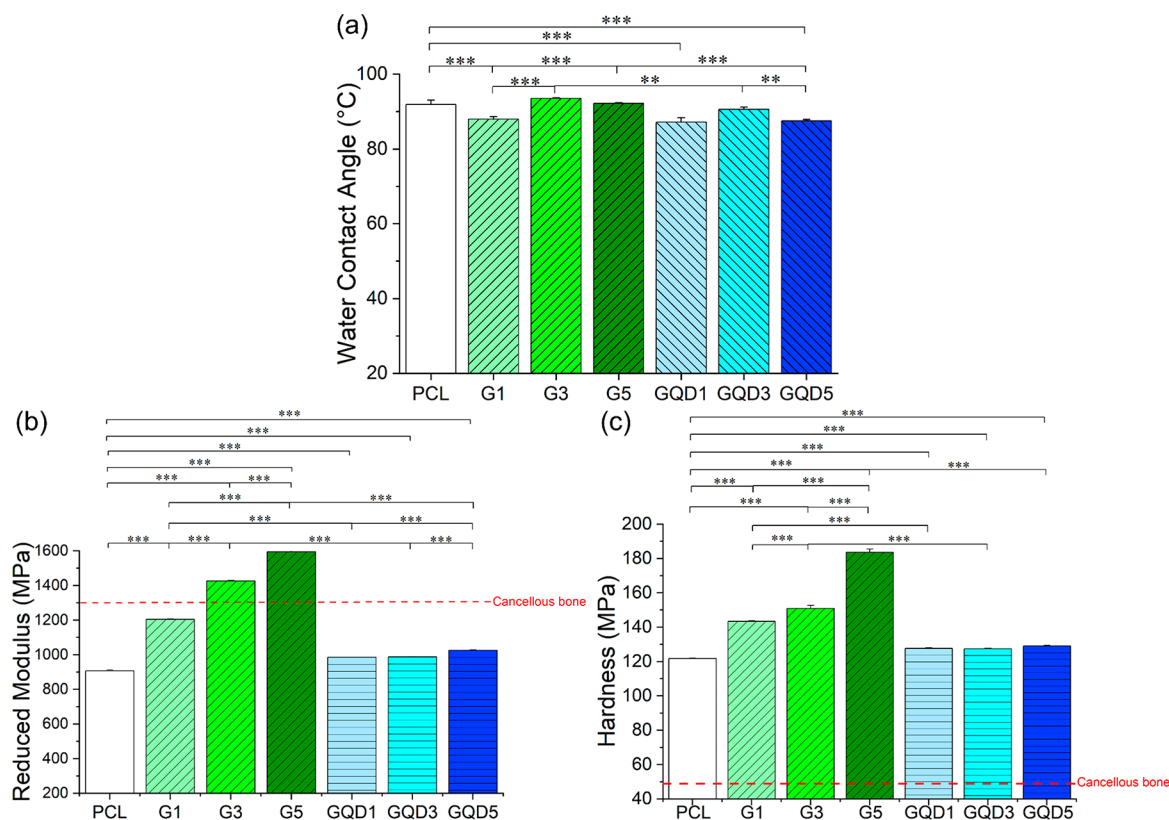 (a)
***
***
*** *** ***
*** ** **
Water Contact Angle (°C)
100
80
60
40
20
PCL G1 G3 G5 GQD1 GQD3 GQD5
(b)
***
***
***
***
*** ***
*** ***
*** ***
*** *** *** ***
Reduced Modulus (MPa)
1600
1400
1200
1000
800
600
400
200
Cancellous bone
PCL G1 G3 G5 GQD1 GQD3 GQD5
(c)
***
***
***
*** ***
*** ***
*** ***
***
*** ***
Hardness (MPa)
200
180
160
140
120
100
80
60
40
Cancellous bone
PCL G1 G3 G5 GQD1 GQD3 GQD5